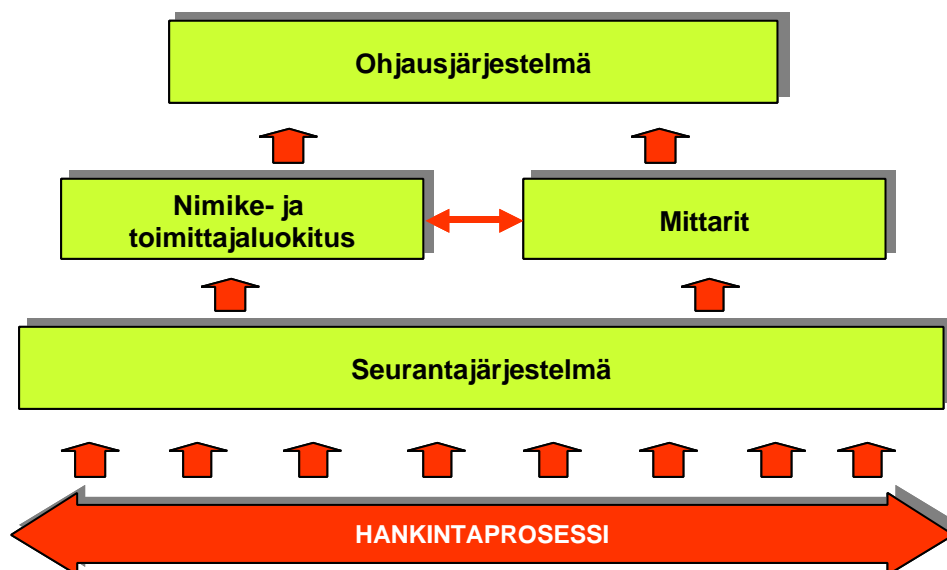 Ohjausjärjestelmä
Nimike- ja
toimittajaluokitus
Mittarit
Seurantajärjestelmä
HANKINTAPROSESSI